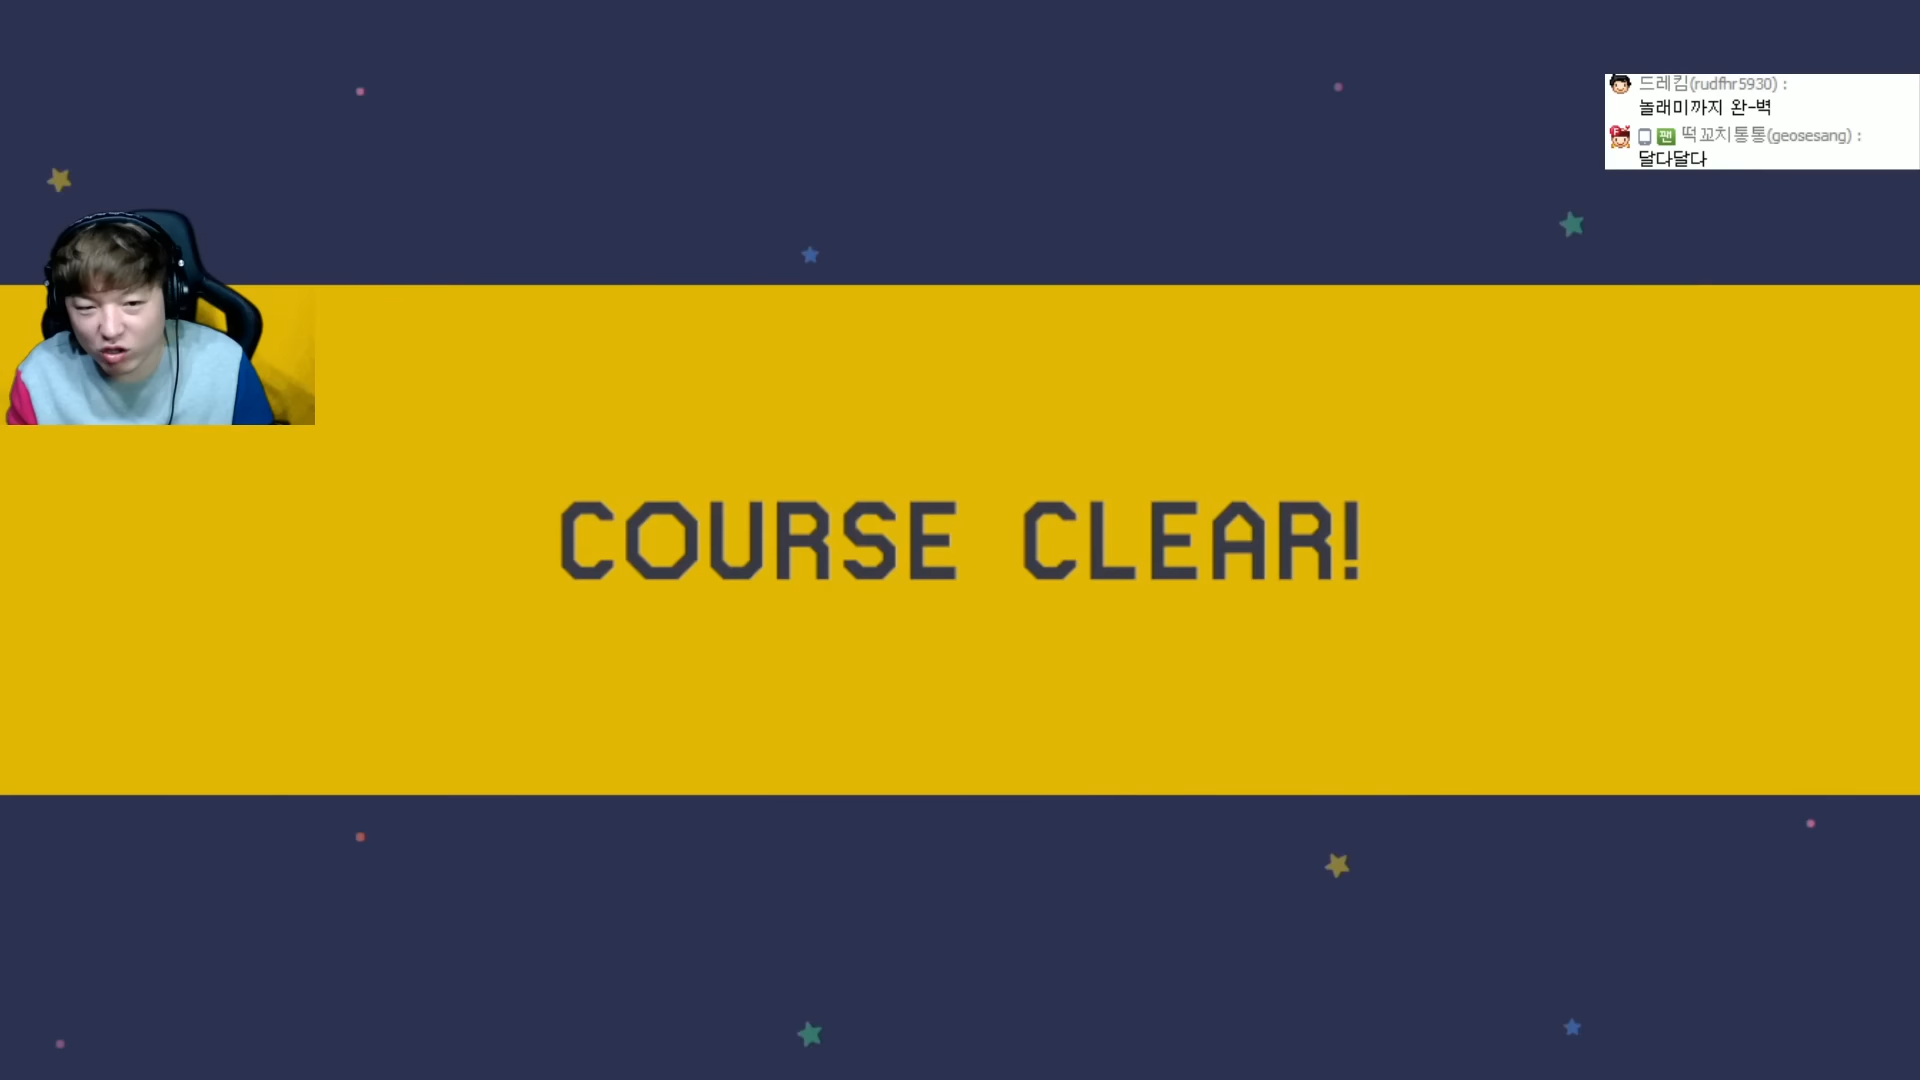 드레킴(rudfhr5930) :
놀래미까지 완-벽
팬 떡꼬치통통(geosesang) :
달다달다
COURSE CLEAR!